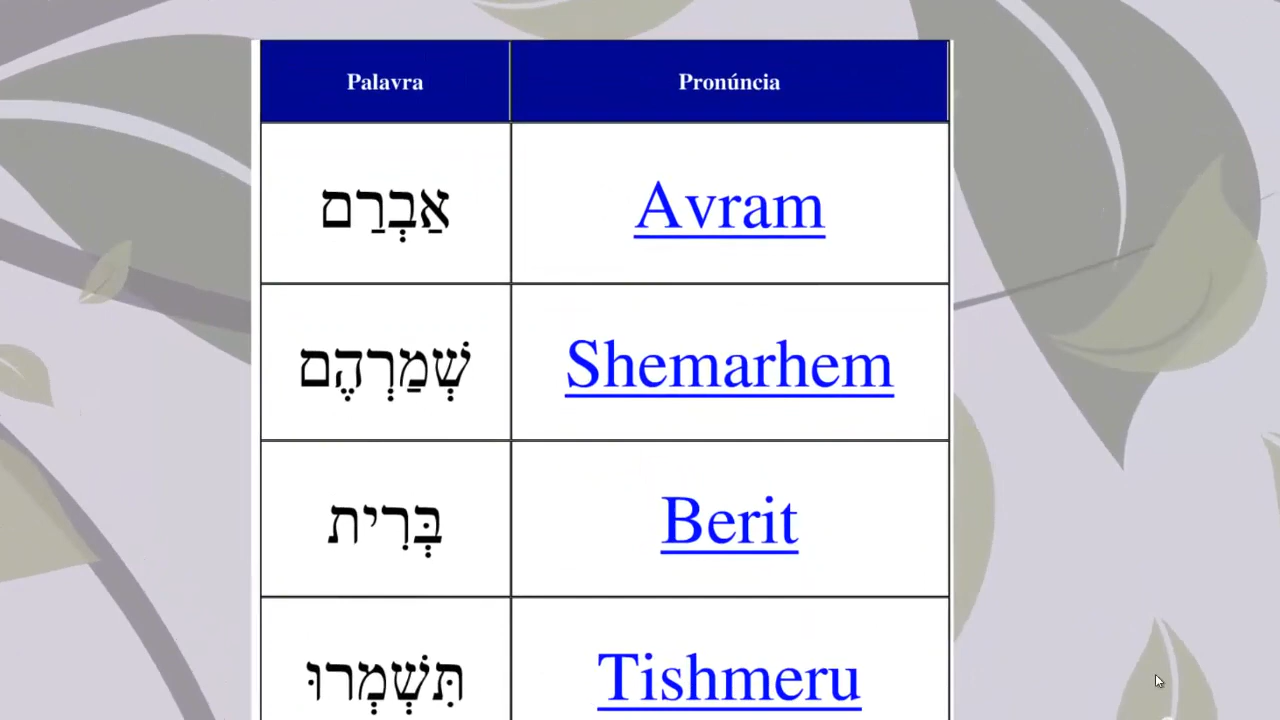 Palavra Pronúncia
אַבְרַם Avram
שְׁמַרְהֶם Shemarhem
בְּרִית Berit
תִּשְׁמְרוּ Tishmeru